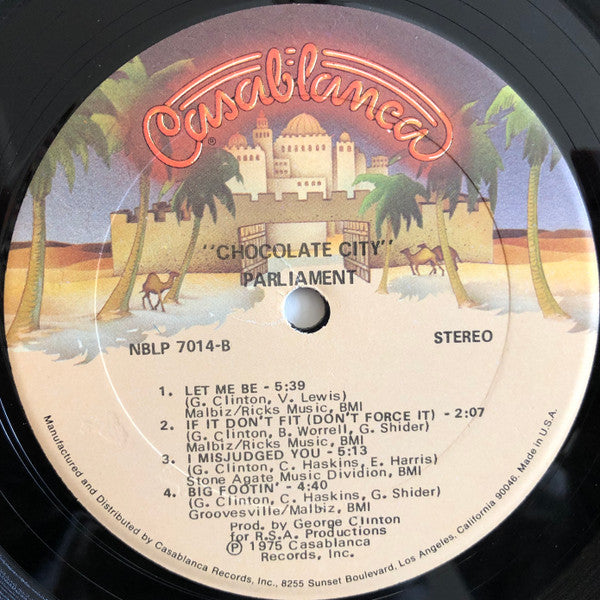 Casablanca
®
"CHOCOLATE CITY"
PARLIAMENT
NBLP 7014-B
STEREO
1. LET ME BE - 5:39
(G. Clinton, V. Lewis)
Malbiz/Ricks Music, BMI
2. IF IT DON'T FIT (DON'T FORCE IT) - 2:07
(G. Clinton, B. Worrell, G. Shider)
Malbiz/Ricks Music, BMI
3. I MISJUDGED YOU - 5:13
(G. Clinton, C. Haskins, E. Harris)
Stone Agate Music Dividion, BMI
4. BIG FOOTIN' - 4:40
(G. Clinton, C. Haskins, G. Shider)
Groovesville/Malbiz, BMI
Prod. by George Clinton
for R.S.A. Productions
Ⓟ 1975 Casablanca
Records, Inc.
Manufactured and Distributed by Casablanca Records, Inc., 8255 Sunset Boulevard, Los Angeles, California 90046. Made in U.S.A.